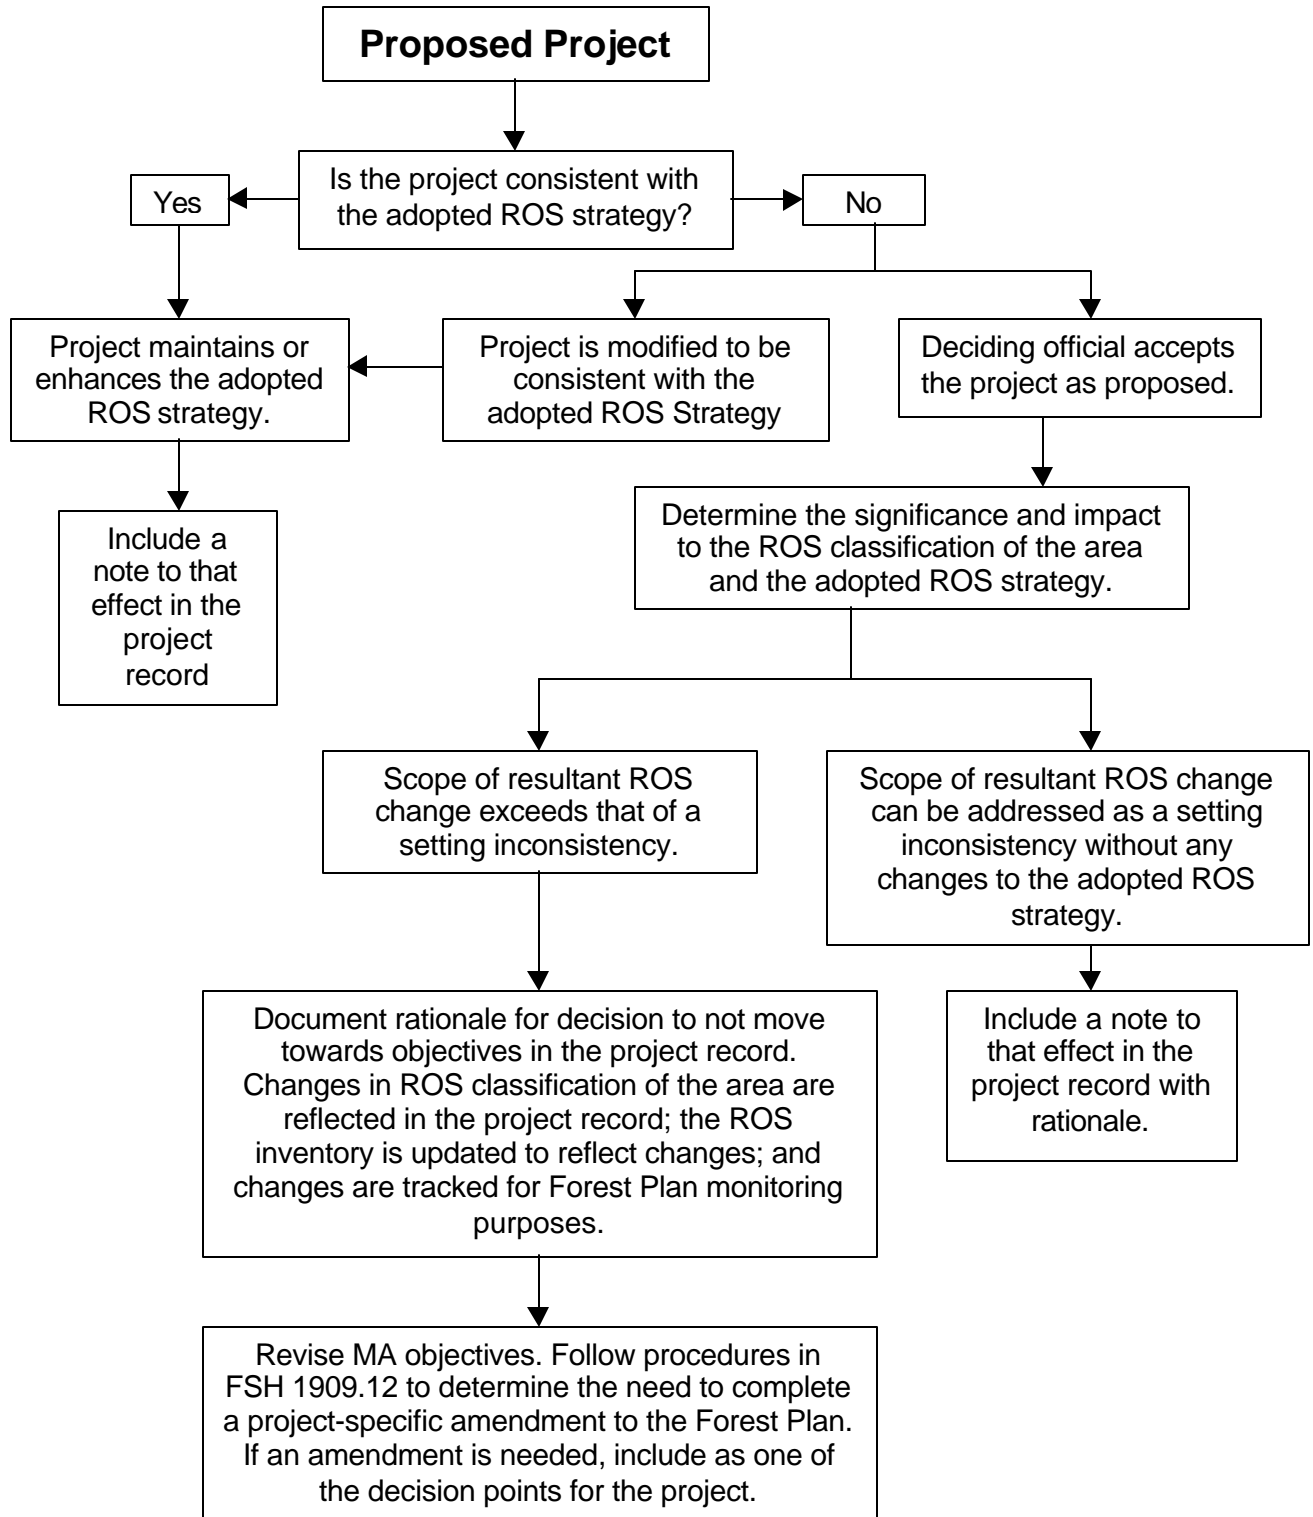 Proposed Project
Is the project consistent with
the adopted ROS strategy?
Yes
No
Project maintains or
enhances the adopted
ROS strategy.
Project is modified to be
consistent with the
adopted ROS Strategy
Deciding official accepts
the project as proposed.
Include a
note to that
effect in the
project
record
Determine the significance and impact
to the ROS classification of the area
and the adopted ROS strategy.
Scope of resultant ROS
change exceeds that of a
setting inconsistency.
Scope of resultant ROS change
can be addressed as a setting
inconsistency without any
changes to the adopted ROS
strategy.
Document rationale for decision to not move
towards objectives in the project record.
Changes in ROS classification of the area are
reflected in the project record; the ROS
inventory is updated to reflect changes; and
changes are tracked for Forest Plan monitoring
purposes.
Include a note to
that effect in the
project record with
rationale.
Revise MA objectives. Follow procedures in
FSH 1909.12 to determine the need to complete
a project-specific amendment to the Forest Plan.
If an amendment is needed, include as one of
the decision points for the project.